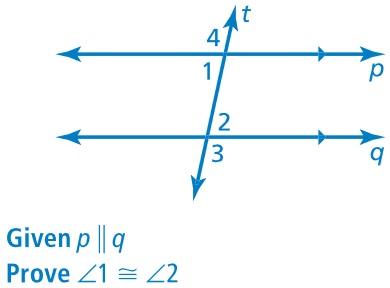 t
4
1
p
2
3
q
Given p ∥ q
Prove ∠1 ≅ ∠2